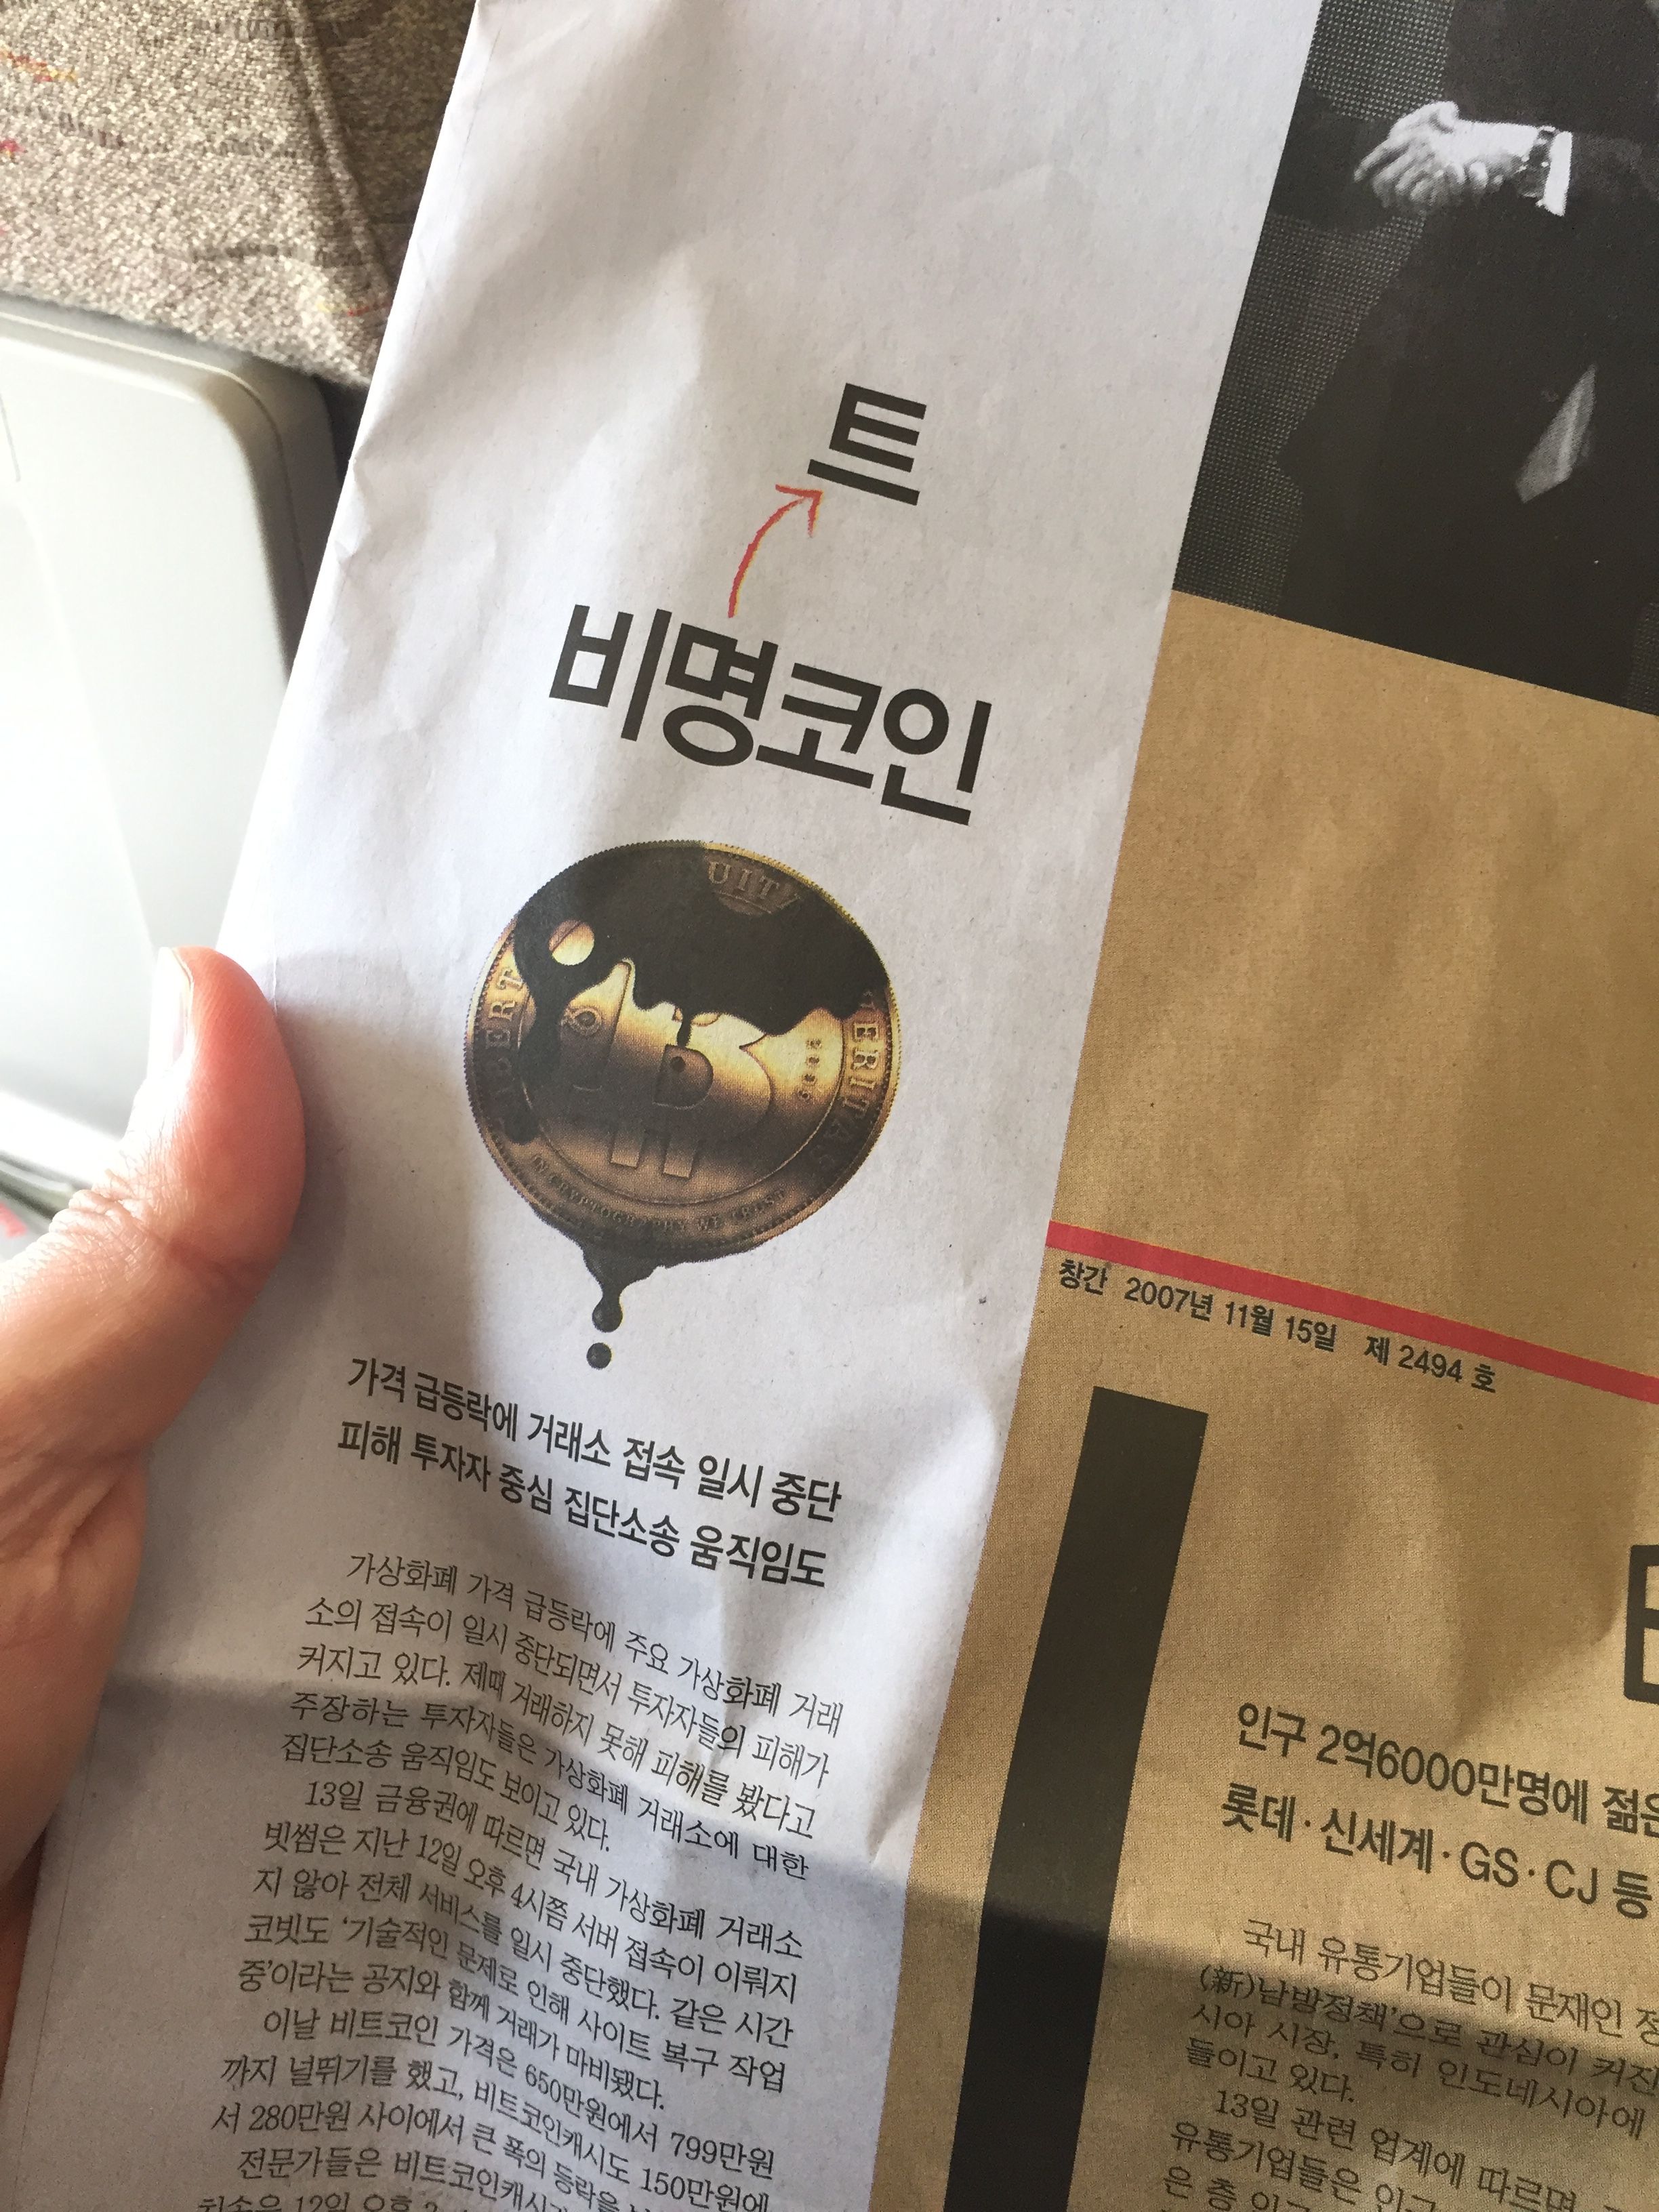 트
비명코인
UIT
IBERT
VERITAS
IN CRYPTOGRAPHY WE TRUST
가격 급등락에 거래소 접속 일시 중단
피해 투자자 중심 집단소송 움직임도
가상화폐 가격 급등락에 주요 가상화폐 거래
소의 접속이 일시 중단되면서 투자자들의 피해가
커지고 있다. 제때 거래하지 못해 피해를 봤다고
주장하는 투자자들은 가상화폐 거래소에 대한
집단소송 움직임도 보이고 있다.
13일 금융권에 따르면 국내 가상화폐 거래소
빗썸은 지난 12일 오후 4시쯤 서버 접속이 이뤄지
지 않아 전체 서비스를 일시 중단했다. 같은 시간
코빗도 ‘기술적인 문제로 인해 사이트 복구 작업
중’이라는 공지와 함께 거래가 마비됐다.
이날 비트코인 가격은 650만원에서 799만원
까지 널뛰기를 했고, 비트코인캐시도 150만원에
서 280만원 사이에서 큰 폭의 등락을
전문가들은
12일 오후
창간 2007년 11월 15일 제 2494 호
인구 2억6000만명에
롯데·신세계·GS·CJ 등
국내 유통기업들이 문재인
(新)남방정책’으로 관심이 커진
시아 시장, 특히 인도네시아에
들이고 있다.
13일 관련 업계에 따르면
유통기업들은
은 층